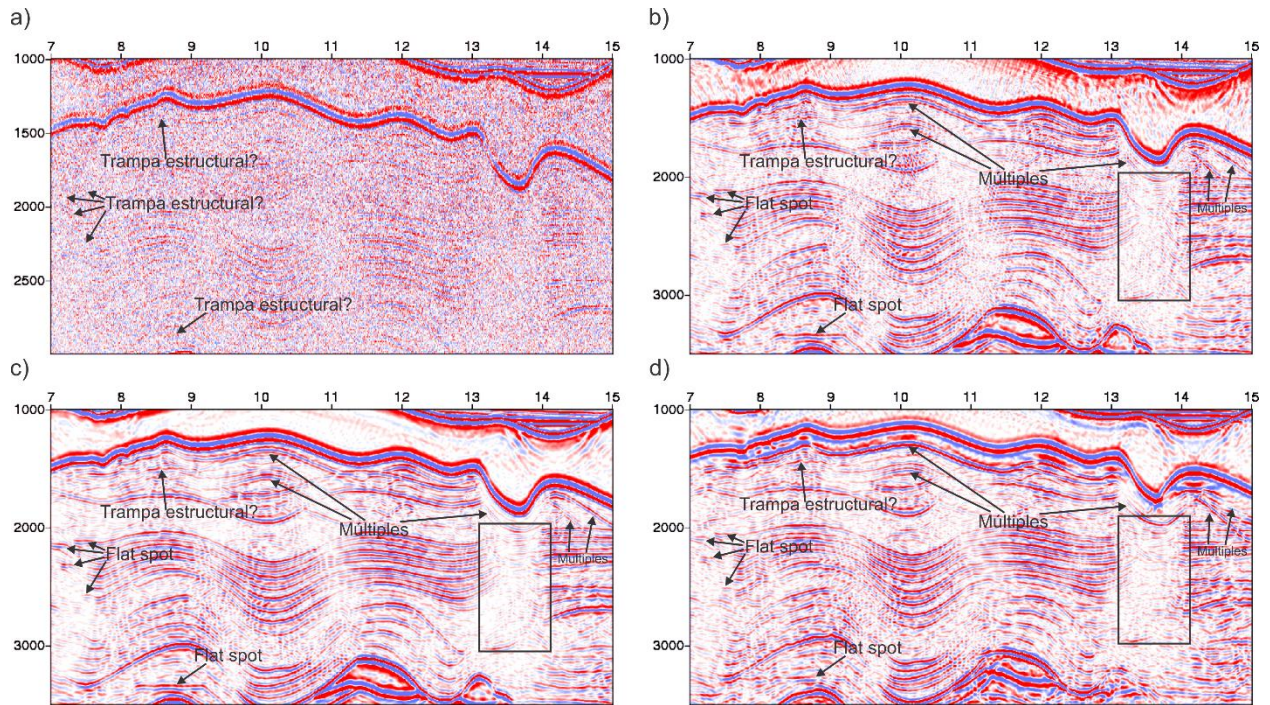 a)
7 8 9 10 11 12 13 14 15
1000
1500
Trampa estructural?
2000
Trampa estructural?
2500
Trampa estructural?
b)
7 8 9 10 11 12 13 14 15
1000
Trampa estructural?
Múltiples
2000
Flat spot
Múltiples
3000
Flat spot
c)
7 8 9 10 11 12 13 14 15
1000
Trampa estructural?
Múltiples
2000
Flat spot
Múltiples
3000
Flat spot
d)
7 8 9 10 11 12 13 14 15
1000
Trampa estructural?
Múltiples
2000
Flat spot
Múltiples
3000
Flat spot